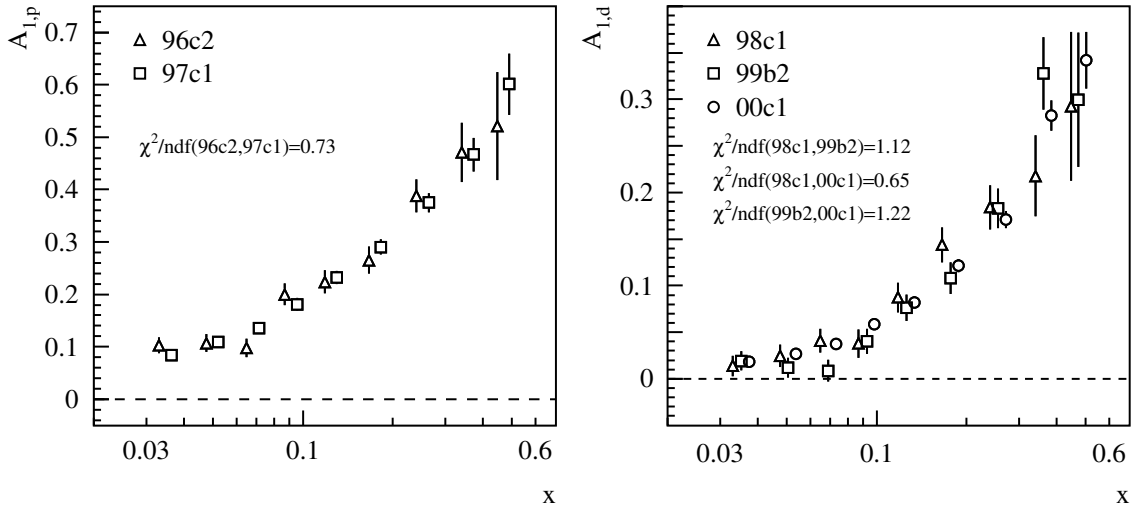 A1,p
0.7
0.6
0.5
0.4
0.3
0.2
0.1
0
96c2
97c1
χ²/ndf(96c2,97c1)=0.73
0.03
0.1
0.6
x
A1,d
0.3
0.2
0.1
0
98c1
99b2
00c1
χ²/ndf(98c1,99b2)=1.12
χ²/ndf(98c1,00c1)=0.65
χ²/ndf(99b2,00c1)=1.22
0.03
0.1
0.6
x